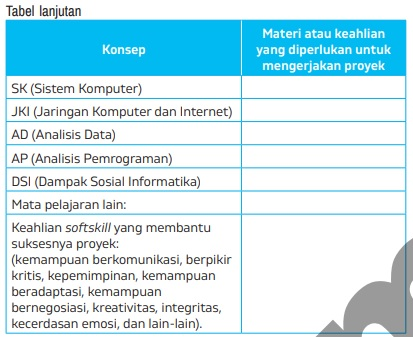 Tabel lanjutan
Konsep
Materi atau keahlian
yang diperlukan untuk
mengerjakan proyek
SK (Sistem Komputer)
JKI (Jaringan Komputer dan Internet)
AD (Analisis Data)
AP (Analisis Pemrograman)
DSI (Dampak Sosial Informatika)
Mata pelajaran lain:
Keahlian softskill yang membantu
suksesnya proyek:
(kemampuan berkomunikasi, berpikir
kritis, kepemimpinan, kemampuan
beradaptasi, kemampuan
bernegosiasi, kreativitas, integritas,
kecerdasan emosi, dan lain-lain).